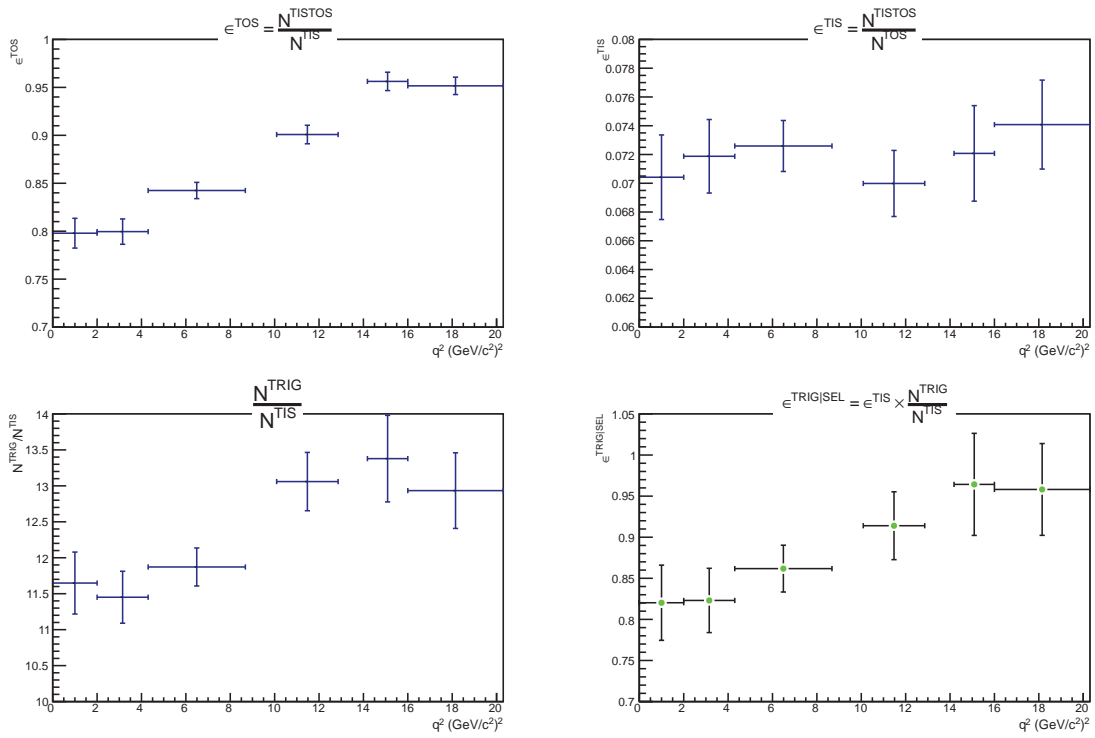 ϵ^TOS = N^TISTOS / N^TIS
ϵ^TOS
1
0.95
0.9
0.85
0.8
0.75
0.7
0 2 4 6 8 10 12 14 16 18 20
q² (GeV/c²)²
ϵ^TIS = N^TISTOS / N^TOS
ϵ^TIS
0.08
0.078
0.076
0.074
0.072
0.07
0.068
0.066
0.064
0.062
0.06
0 2 4 6 8 10 12 14 16 18 20
q² (GeV/c²)²
N^TRIG / N^TIS
N^TRIG/N^TIS
14
13.5
13
12.5
12
11.5
11
10.5
10
0 2 4 6 8 10 12 14 16 18 20
q² (GeV/c²)²
ϵ^TRIG|SEL = ϵ^TIS × N^TRIG / N^TIS
ϵ^TRIG|SEL
1.05
1
0.95
0.9
0.85
0.8
0.75
0.7
0 2 4 6 8 10 12 14 16 18 20
q² (GeV/c²)²